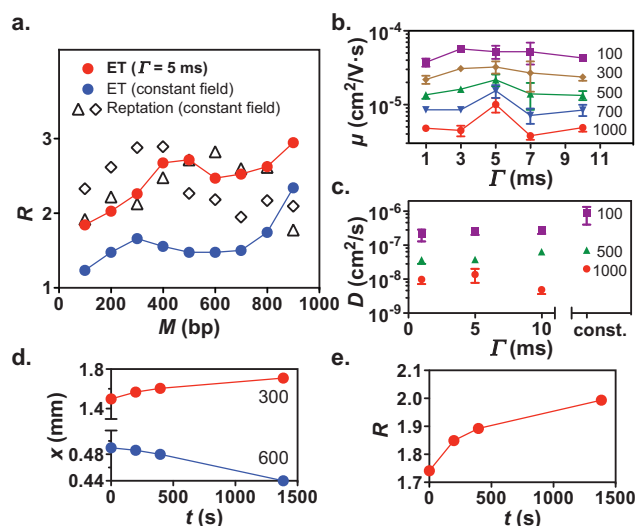 a.
ET (Γ = 5 ms)
ET (constant field)
Reptation (constant field)
3
2
1
R
0 200 400 600 800 1000
M (bp)
b.
10⁻⁴
10⁻⁵
μ (cm²/V·s)
100
300
500
700
1000
1 3 5 7 9 11
Γ (ms)
c.
10⁻⁶
10⁻⁷
10⁻⁸
10⁻⁹
D (cm²/s)
100
500
1000
0 5 10 const.
Γ (ms)
d.
1.8
1.6
1.4
0.48
0.44
x (mm)
300
600
0 500 1000 1500
t (s)
e.
2.1
2.0
1.9
1.8
1.7
R
0 500 1000 1500
t (s)